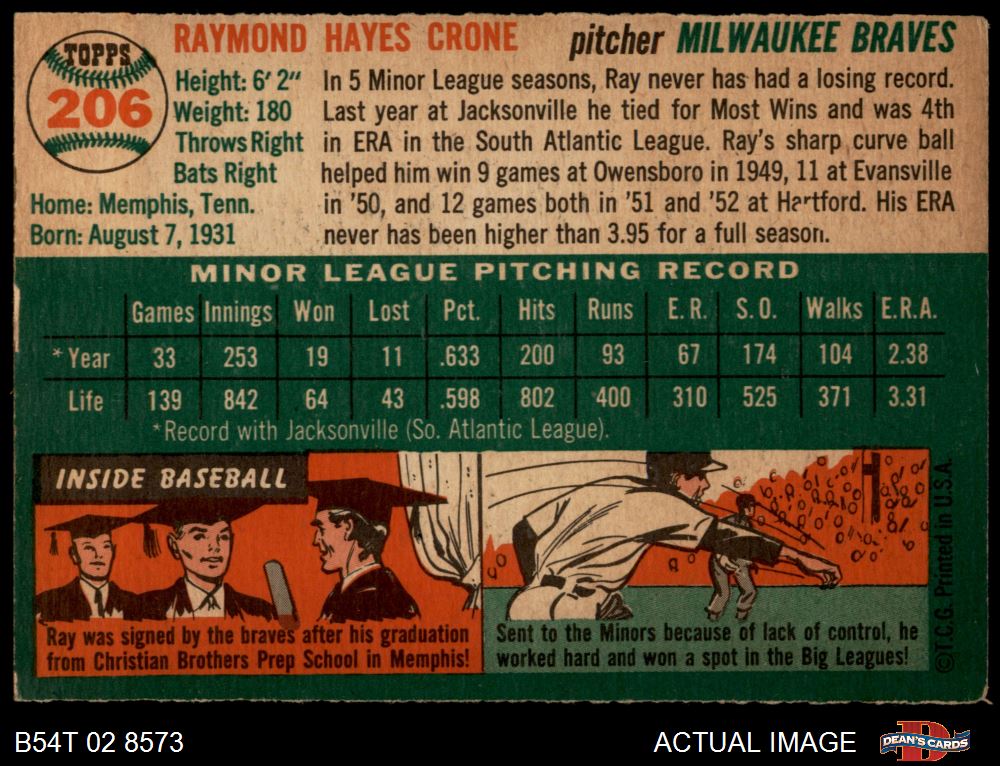 TOPPS
206
RAYMOND HAYES CRONE pitcher MILWAUKEE BRAVES
Height: 6' 2"
Weight: 180
Throws Right
Bats Right
Home: Memphis, Tenn.
Born: August 7, 1931
In 5 Minor League seasons, Ray never has had a losing record.
Last year at Jacksonville he tied for Most Wins and was 4th
in ERA in the South Atlantic League. Ray's sharp curve ball
helped him win 9 games at Owensboro in 1949, 11 at Evansville
in '50, and 12 games both in '51 and '52 at Hartford. His ERA
never has been higher than 3.95 for a full season.
MINOR LEAGUE PITCHING RECORD
Games Innings Won Lost Pct. Hits Runs E.R. S.O. Walks E.R.A.
* Year 33 253 19 11 .633 200 93 67 174 104 2.38
Life 139 842 64 43 .598 802 400 310 525 371 3.31
*Record with Jacksonville (So. Atlantic League).
INSIDE BASEBALL
Ray was signed by the braves after his graduation
from Christian Brothers Prep School in Memphis!
Sent to the Minors because of lack of control, he
worked hard and won a spot in the Big Leagues!
©T.C.G. Printed in U.S.A.
B54T 02 8573
ACTUAL IMAGE
D
DEAN'S CARDS